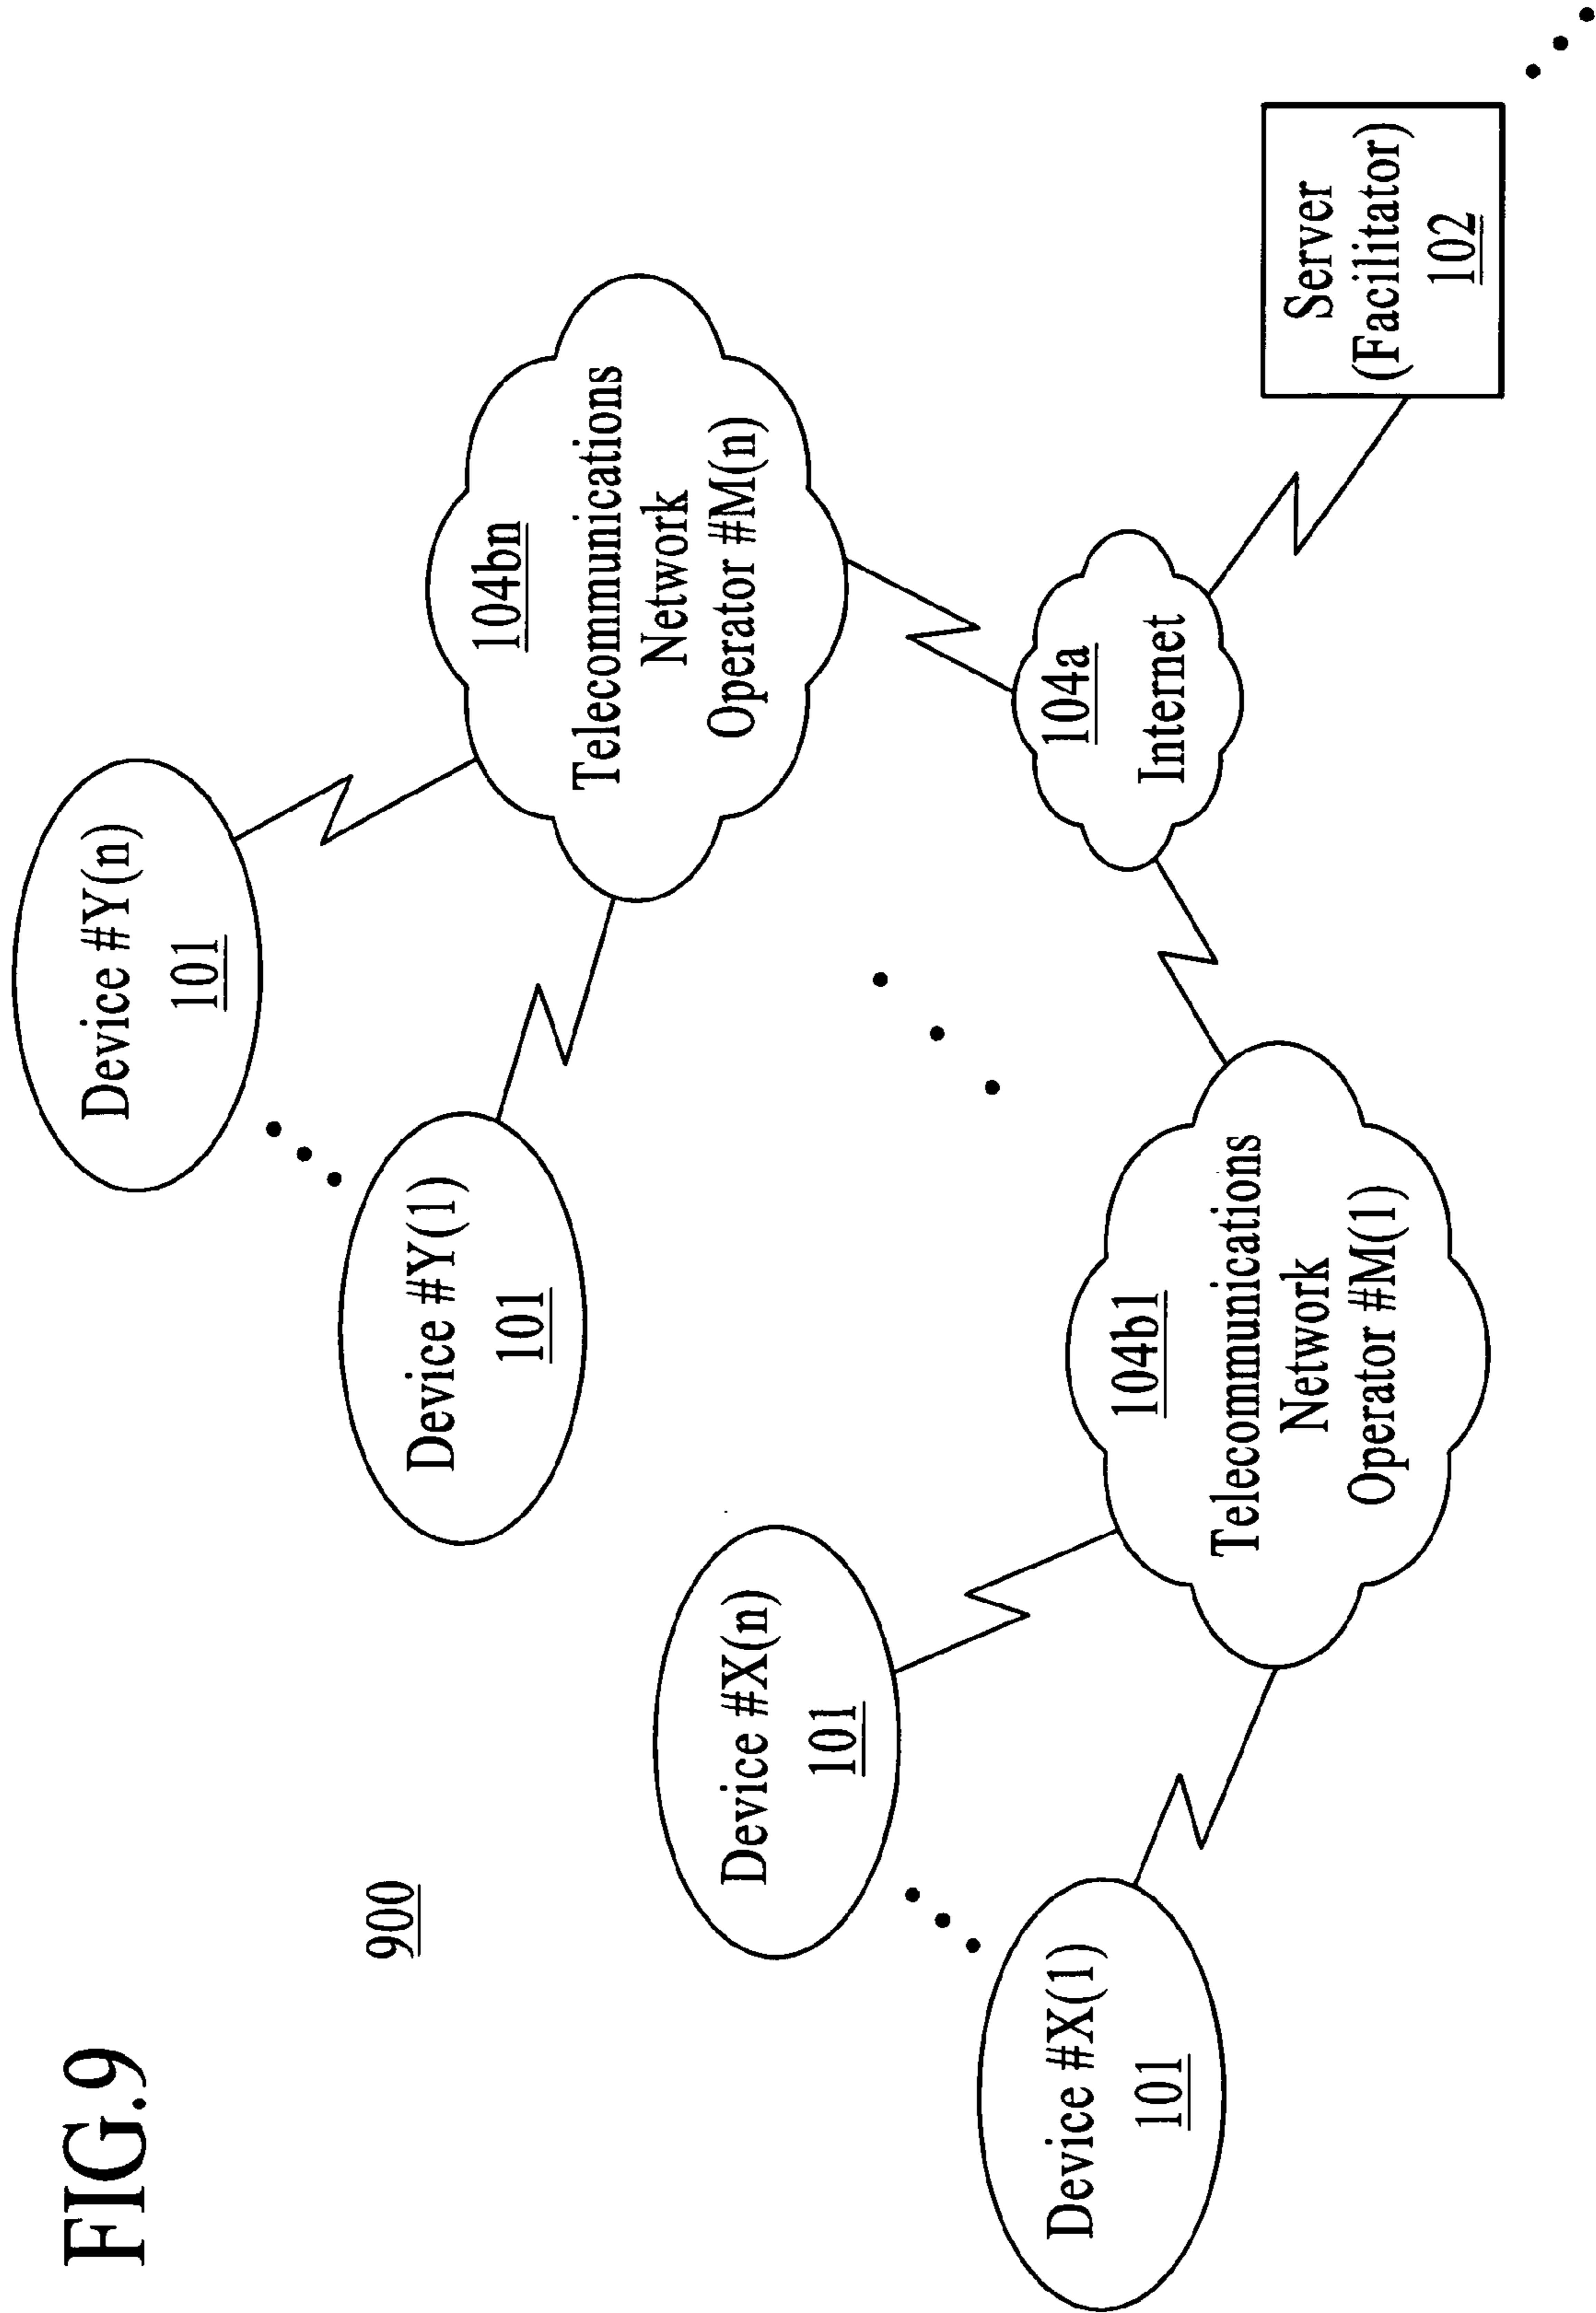 FIG.9
900
Device #X(1)
101
Device #X(n)
101
Device #Y(1)
101
Device #Y(n)
101
104b1
Telecommunications
Network
Operator #M(1)
104bn
Telecommunications
Network
Operator #M(n)
104a
Internet
Server
(Facilitator)
102